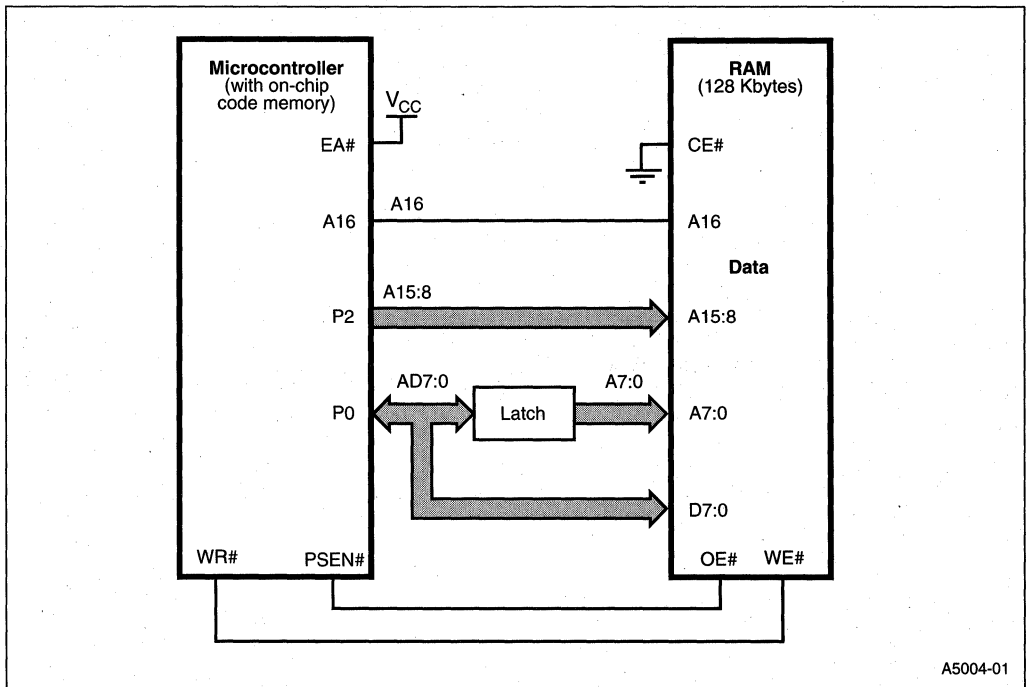 Microcontroller
(with on-chip
code memory)
VCC
EA#
A16
A16
P2
A15:8
P0
AD7:0
Latch
A7:0
WR#
PSEN#
RAM
(128 Kbytes)
CE#
A16
Data
A15:8
A7:0
D7:0
OE#
WE#
A5004-01